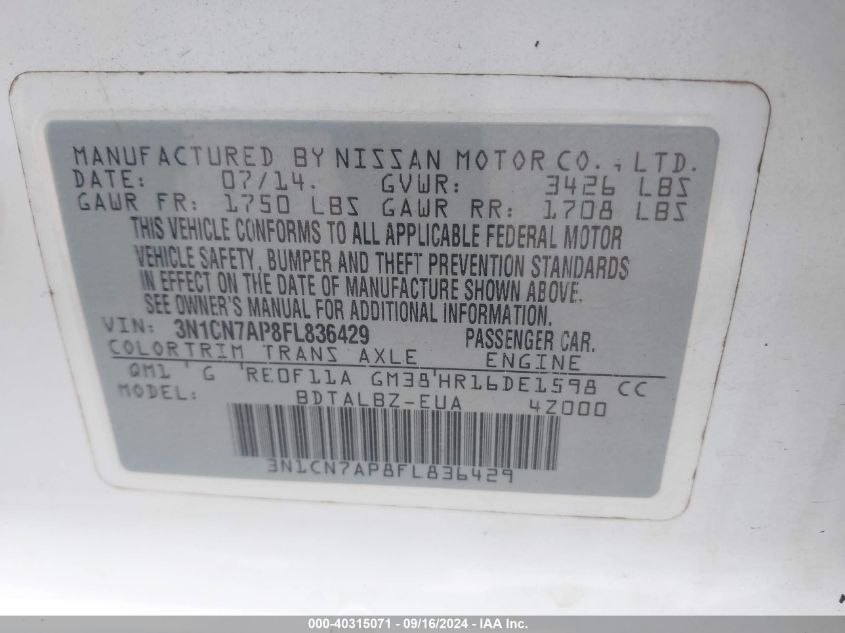 MANUFACTURED BY NISSAN MOTOR CO., LTD.
DATE: 07/14. GVWR: 3426 LBS
GAWR FR: 1750 LBS GAWR RR: 1708 LBS
THIS VEHICLE CONFORMS TO ALL APPLICABLE FEDERAL MOTOR
VEHICLE SAFETY, BUMPER AND THEFT PREVENTION STANDARDS
IN EFFECT ON THE DATE OF MANUFACTURE SHOWN ABOVE.
SEE OWNER'S MANUAL FOR ADDITIONAL INFORMATION.
VIN: 3N1CN7AP8FL836429 PASSENGER CAR.
COLOR TRIM TRANS AXLE ENGINE
QM1 ' G 'RE0F11A GM38'HR16DE1598 CC
MODEL: BDTALBZ-EUA 4Z000
3N1CN7AP8FL836429
000-40315071 - 09/16/2024 - IAA Inc.